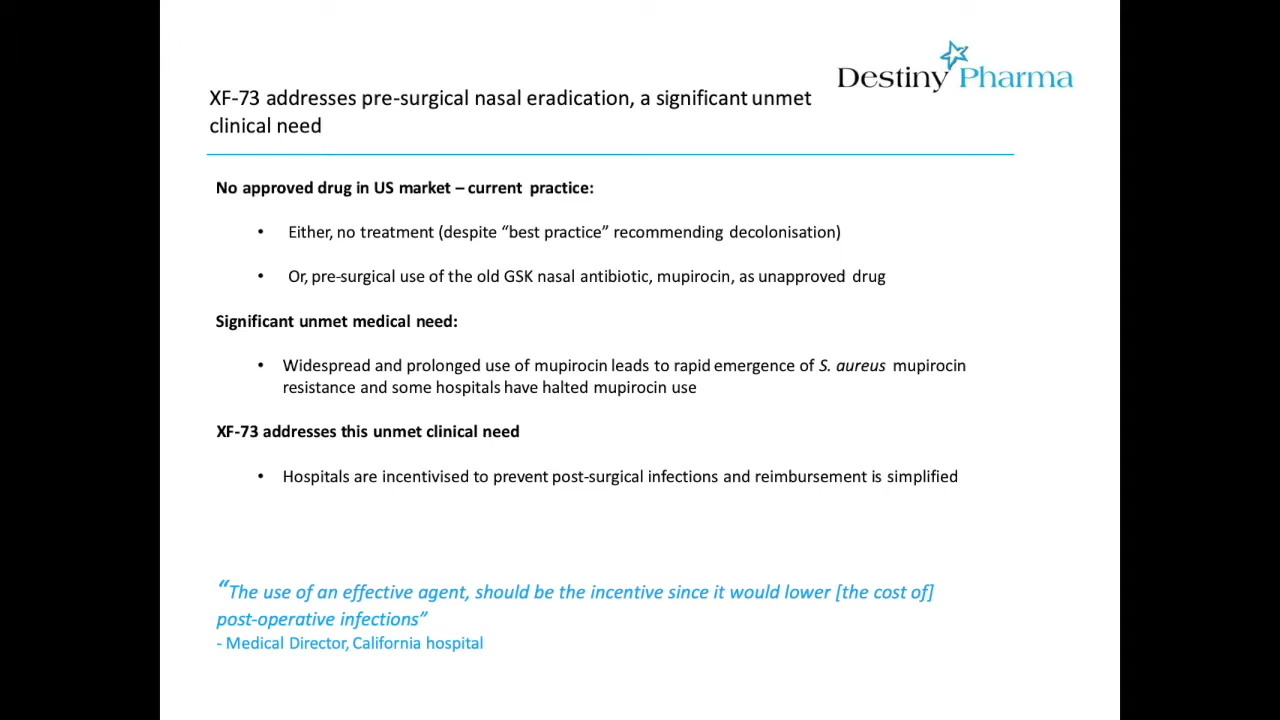 Destiny Pharma
XF-73 addresses pre-surgical nasal eradication, a significant unmet
clinical need
No approved drug in US market – current practice:
• Either, no treatment (despite “best practice” recommending decolonisation)
• Or, pre-surgical use of the old GSK nasal antibiotic, mupirocin, as unapproved drug
Significant unmet medical need:
• Widespread and prolonged use of mupirocin leads to rapid emergence of S. aureus mupirocin
resistance and some hospitals have halted mupirocin use
XF-73 addresses this unmet clinical need
• Hospitals are incentivised to prevent post-surgical infections and reimbursement is simplified
“The use of an effective agent, should be the incentive since it would lower [the cost of]
post-operative infections”
- Medical Director, California hospital